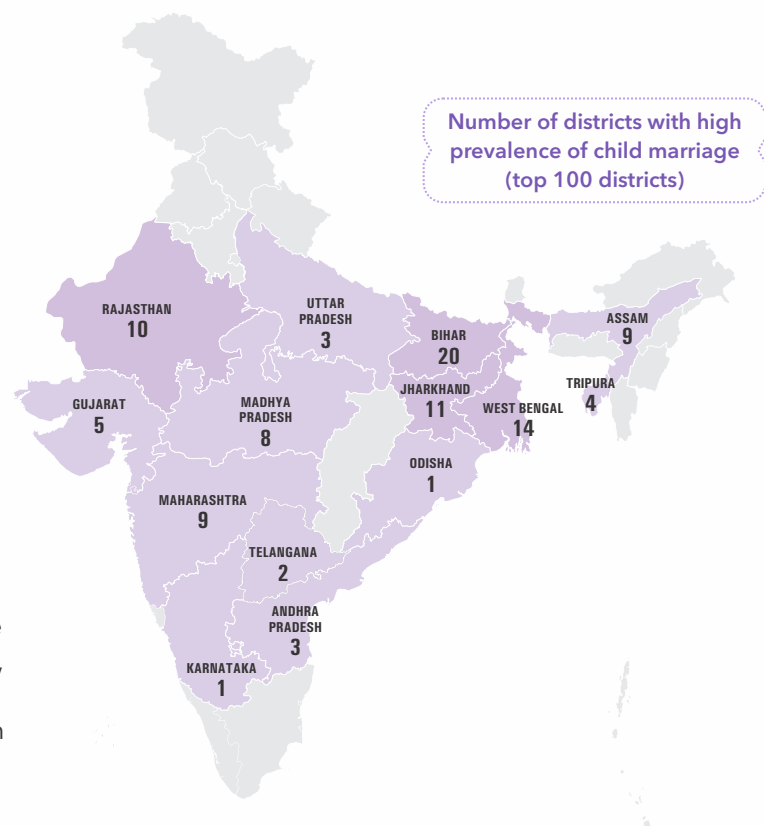 Number of districts with high
prevalence of child marriage
(top 100 districts)
RAJASTHAN
10
UTTAR
PRADESH
3
BIHAR
20
ASSAM
9
JHARKHAND
11
WEST BENGAL
14
TRIPURA
4
GUJARAT
5
MADHYA
PRADESH
8
ODISHA
1
MAHARASHTRA
9
TELANGANA
2
ANDHRA
PRADESH
3
KARNATAKA
1